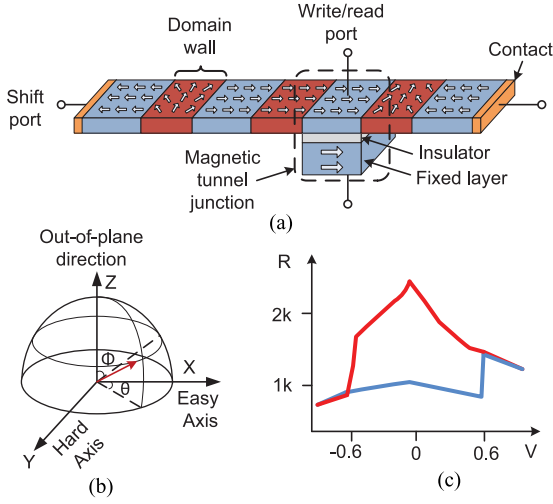 Domain
wall
Write/read
port
Contact
Shift
port
Magnetic
tunnel
junction
Insulator
Fixed layer
(a)
Out-of-plane
direction
Z
Φ
θ
X
Easy
Axis
Y
Hard
Axis
(b)
R
2k
1k
-0.6
0
0.6
V
(c)